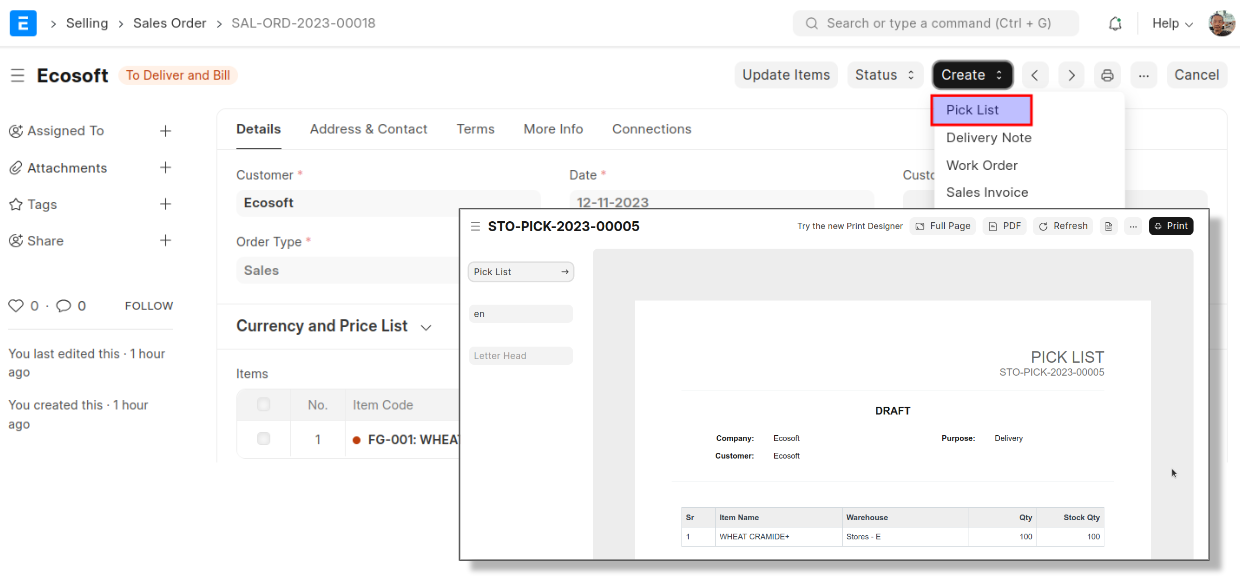 E > Selling > Sales Order > SAL-ORD-2023-00018 Search or type a command (Ctrl + G) Help
Ecosoft To Deliver and Bill Update Items Status Create ... Cancel
Pick List
Delivery Note
Work Order
Sales Invoice
Assigned To +
Attachments +
Tags +
Share +
0 · 0 FOLLOW
You last edited this · 1 hour
ago
You created this · 1 hour
ago
Details Address & Contact Terms More Info Connections
Customer * Date * Custo
Ecosoft 12-11-2023
Order Type *
Sales
Currency and Price List
Items
No. Item Code
1 FG-001: WHEA
STO-PICK-2023-00005 Try the new Print Designer Full Page PDF Refresh ... Print
Pick List
en
Letter Head
PICK LIST
STO-PICK-2023-00005
DRAFT
Company: Ecosoft Purpose: Delivery
Customer: Ecosoft
Sr Item Name Warehouse Qty Stock Qty
1 WHEAT CRAMIDE+ Stores - E 100 100